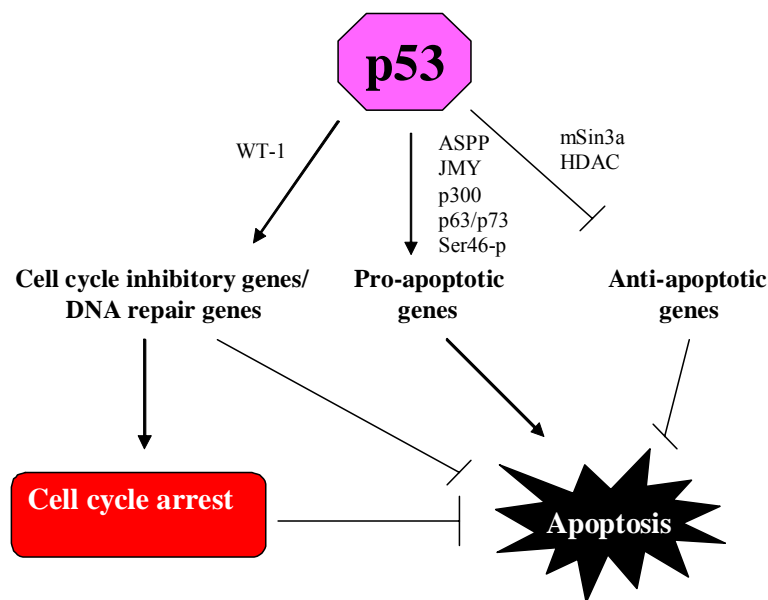 p53
WT-1
ASPP
JMY
p300
p63/p73
Ser46-p
mSin3a
HDAC
Cell cycle inhibitory genes/
DNA repair genes
Pro-apoptotic
genes
Anti-apoptotic
genes
Cell cycle arrest
Apoptosis